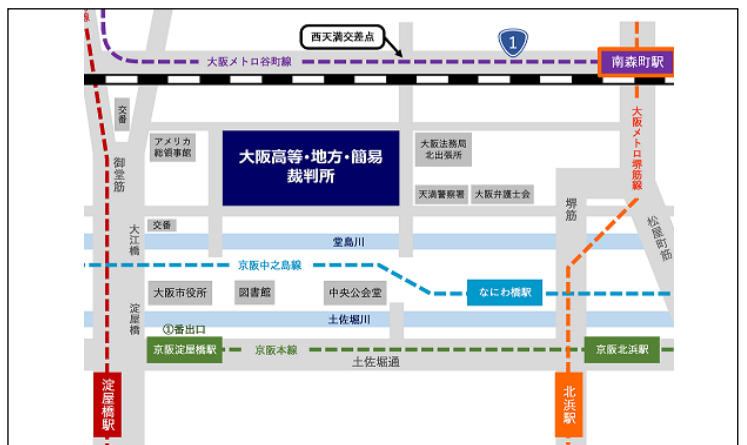 線
西天満交差点
1
大阪メトロ谷町線
南森町駅
交番
アメリカ
総領事館
大阪高等・地方・簡易
裁判所
大阪法務局
北出張所
大阪メトロ堺筋線
御堂筋
天満警察署
大阪弁護士会
堺筋
松屋町筋
交番
大江橋
堂島川
京阪中之島線
大阪市役所
図書館
中央公会堂
なにわ橋駅
淀屋橋
土佐堀川
①番出口
京阪淀屋橋駅
京阪本線
京阪北浜駅
土佐堀通
淀屋橋駅
北浜駅